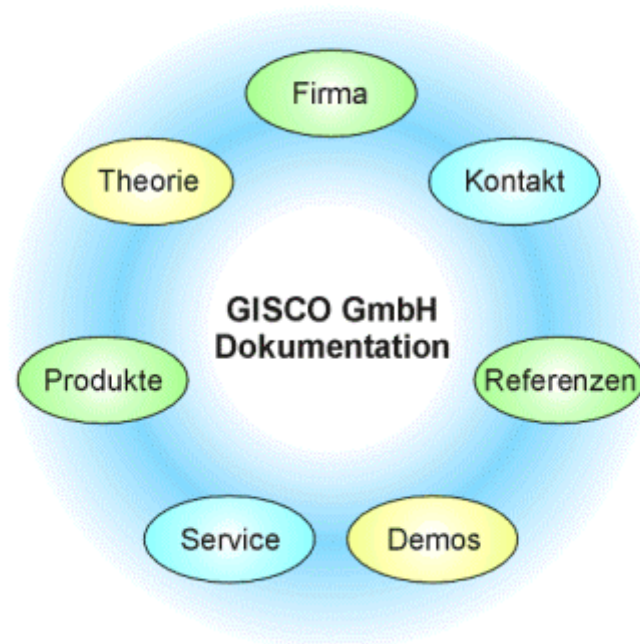 Firma
Theorie
Kontakt
GISCO GmbH
Dokumentation
Produkte
Referenzen
Service
Demos